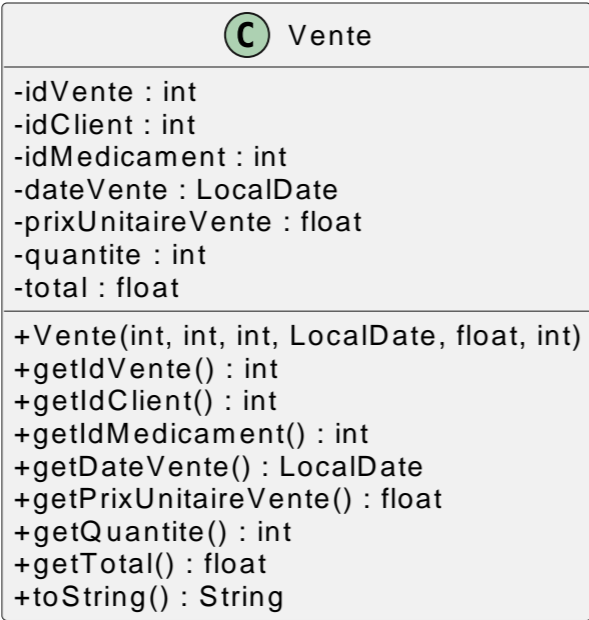 C Vente
-idVente : int
-idClient : int
-idMedicament : int
-dateVente : LocalDate
-prixUnitaireVente : float
-quantite : int
-total : float
+Vente(int, int, int, LocalDate, float, int)
+getIdVente() : int
+getIdClient() : int
+getIdMedicament() : int
+getDateVente() : LocalDate
+getPrixUnitaireVente() : float
+getQuantite() : int
+getTotal() : float
+toString() : String